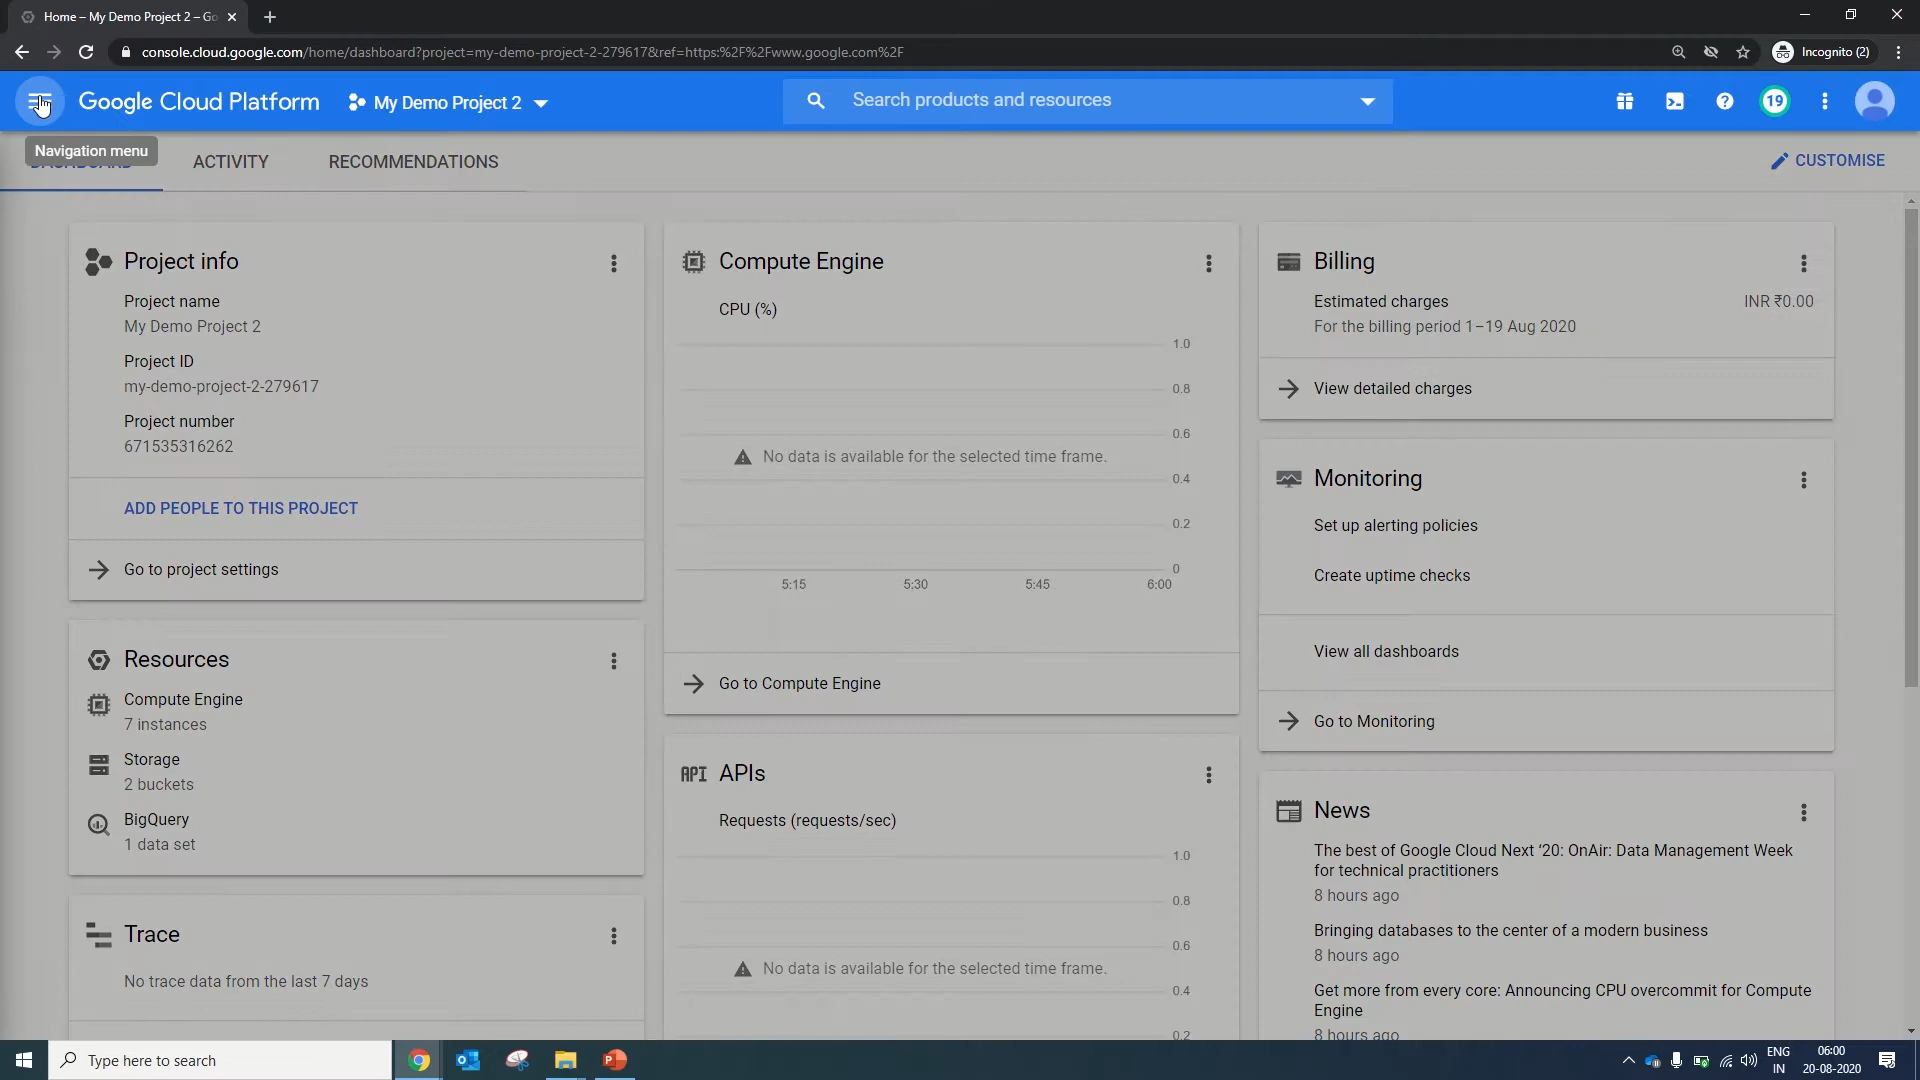 Home – My Demo Project 2 – Go
console.cloud.google.com/home/dashboard?project=my-demo-project-2-279617&ref=https:%2F%2Fwww.google.com%2F
Incognito (2)
Google Cloud Platform
My Demo Project 2
Search products and resources
19
Navigation menu
DASHBOARD
ACTIVITY
RECOMMENDATIONS
CUSTOMISE
Project info
Project name
My Demo Project 2
Project ID
my-demo-project-2-279617
Project number
671535316262
ADD PEOPLE TO THIS PROJECT
Go to project settings
Resources
Compute Engine
7 instances
Storage
2 buckets
BigQuery
1 data set
Trace
No trace data from the last 7 days
Compute Engine
CPU (%)
1.0
0.8
0.6
No data is available for the selected time frame.
0.4
0.2
0
5:15
5:30
5:45
6:00
Go to Compute Engine
API APIs
Requests (requests/sec)
1.0
0.8
0.6
No data is available for the selected time frame.
0.4
0.2
Billing
Estimated charges
INR ₹0.00
For the billing period 1–19 Aug 2020
View detailed charges
Monitoring
Set up alerting policies
Create uptime checks
View all dashboards
Go to Monitoring
News
The best of Google Cloud Next ‘20: OnAir: Data Management Week
for technical practitioners
8 hours ago
Bringing databases to the center of a modern business
8 hours ago
Get more from every core: Announcing CPU overcommit for Compute
Engine
8 hours ago
Type here to search
ENG
IN
06:00
20-08-2020